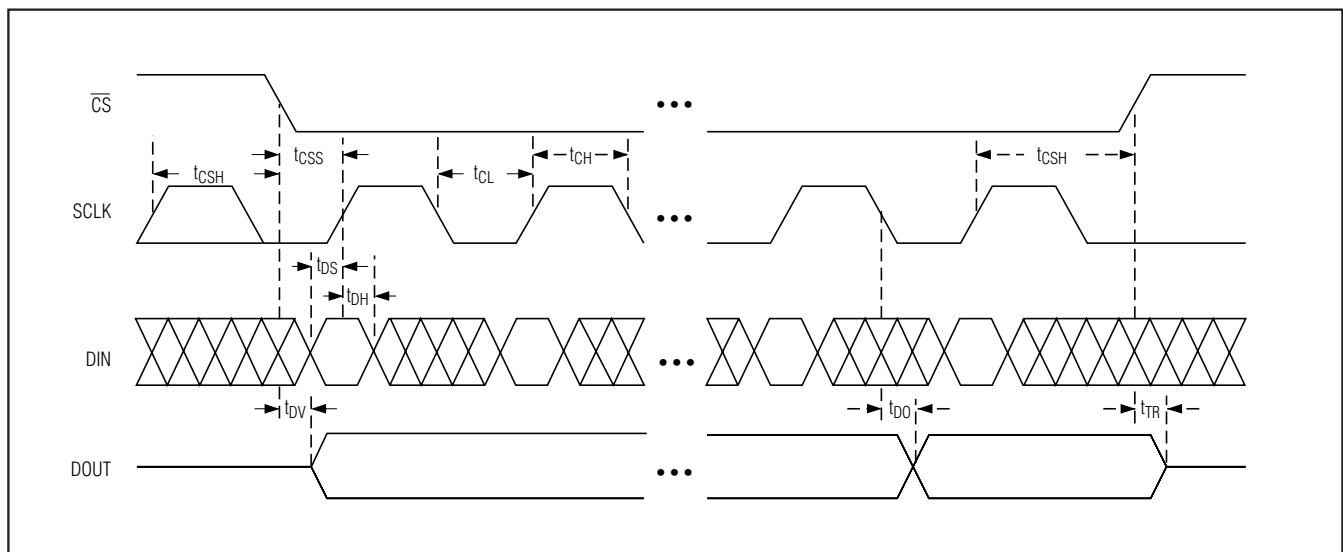 CS
•••
tCSS
tCH
tCSH
tCL
tCSH
SCLK
•••
tDS
tDH
DIN
•••
tDV
tDO
tTR
DOUT
•••